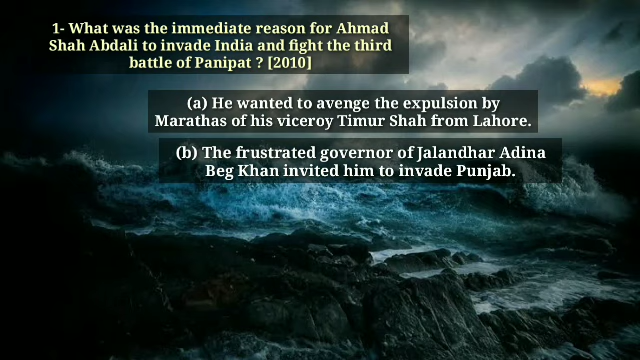 1- What was the immediate reason for Ahmad
Shah Abdali to invade India and fight the third
battle of Panipat ? [2010]
(a) He wanted to avenge the expulsion by
Marathas of his viceroy Timur Shah from Lahore.
(b) The frustrated governor of Jalandhar Adina
Beg Khan invited him to invade Punjab.